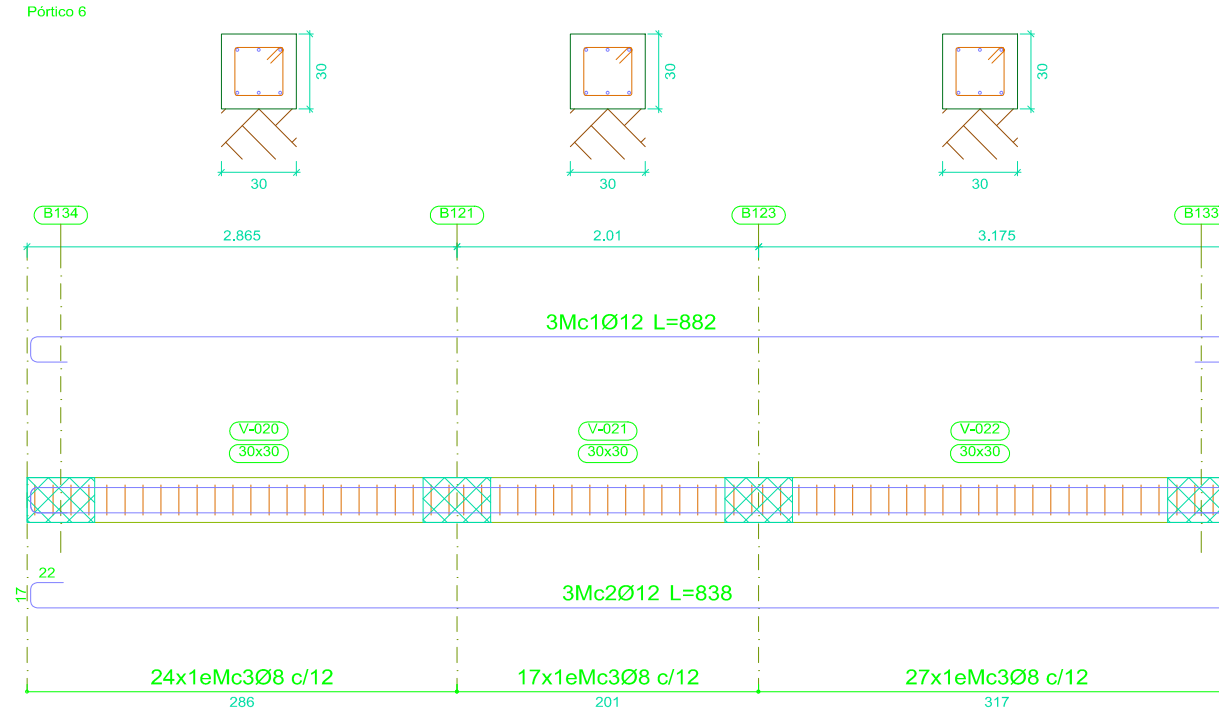 Pórtico 6
30
30
30
30
30
30
B134
B121
B123
B133
2.865
2.01
3.175
3Mc1Ø12 L=882
V-020
V-021
V-022
30x30
30x30
30x30
22
17
3Mc2Ø12 L=838
24x1eMc3Ø8 c/12
17x1eMc3Ø8 c/12
27x1eMc3Ø8 c/12
286
201
317